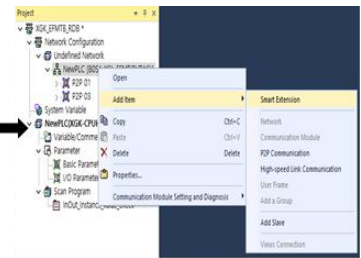 Project
XGK_EFMTB_RDB *
Network Configuration
Undefined Network
NewPLC
P2P 01
P2P 03
System Variable
NewPLC(XGK-CPUH
Variable/Comme
Parameter
Basic Paramet
I/O Parameter
Scan Program
Open
Add Item
Copy Ctrl+C
Paste Ctrl+V
Delete Delete
Properties...
Communication Module Setting and Diagnosis
Smart Extension
Network
Communication Module
P2P Communication
High-speed Link Communication
User Frame
Add a Group
Add Slave
Views Connection